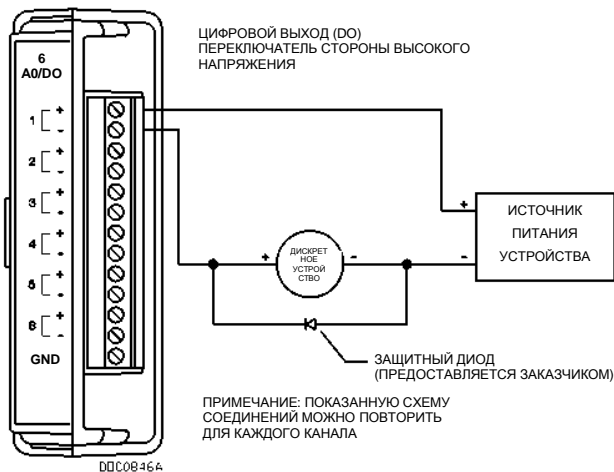 ЦИФРОВОЙ ВЫХОД (DO)
ПЕРЕКЛЮЧАТЕЛЬ СТОРОНЫ ВЫСОКОГО
НАПРЯЖЕНИЯ
6
A0/DO
1 + -
2 + -
3 + -
4 + -
5 + -
6 + -
GND
+
ИСТОЧНИК
ПИТАНИЯ
УСТРОЙСТВА
-
+
ДИСКРЕТ
НОЕ
УСТРОЙ
СТВО
-
ЗАЩИТНЫЙ ДИОД
(ПРЕДОСТАВЛЯЕТСЯ ЗАКАЗЧИКОМ)
ПРИМЕЧАНИЕ: ПОКАЗАННУЮ СХЕМУ
СОЕДИНЕНИЙ МОЖНО ПОВТОРИТЬ
ДЛЯ КАЖДОГО КАНАЛА
DOC0846A